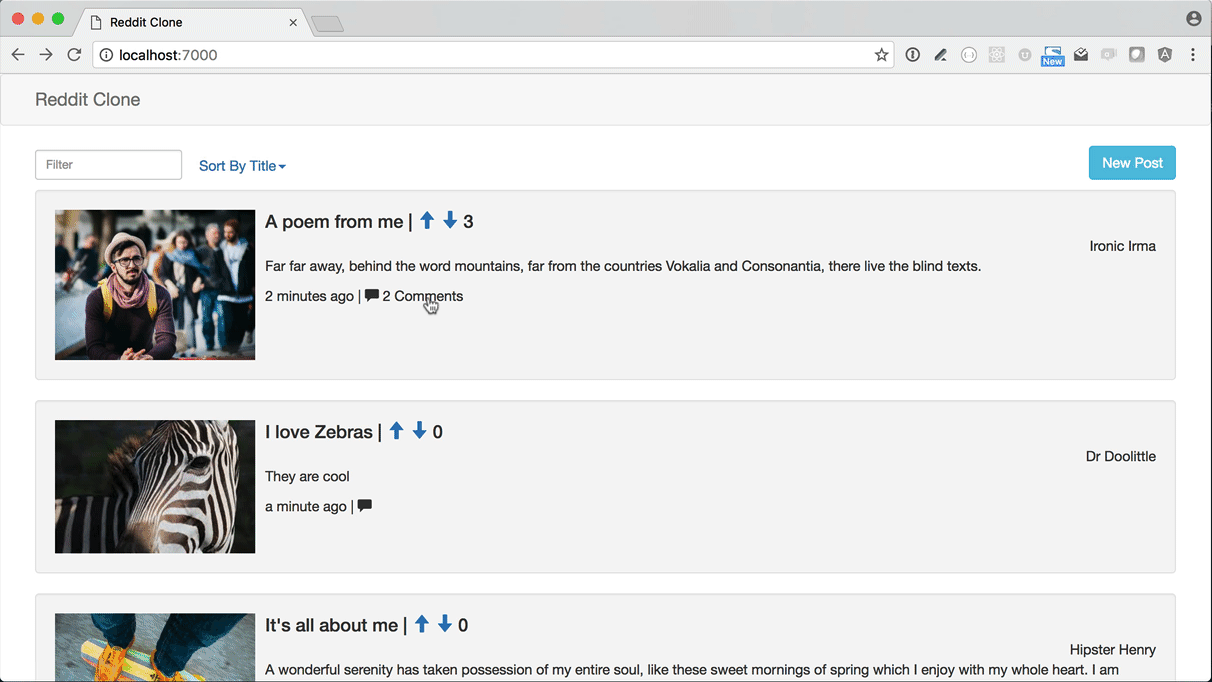 Reddit Clone
localhost:7000
New
Reddit Clone
Filter
Sort By Title
New Post
A poem from me | 3
Ironic Irma
Far far away, behind the word mountains, far from the countries Vokalia and Consonantia, there live the blind texts.
2 minutes ago | 2 Comments
I love Zebras | 0
Dr Doolittle
They are cool
a minute ago |
It's all about me | 0
Hipster Henry
A wonderful serenity has taken possession of my entire soul, like these sweet mornings of spring which I enjoy with my whole heart. I am